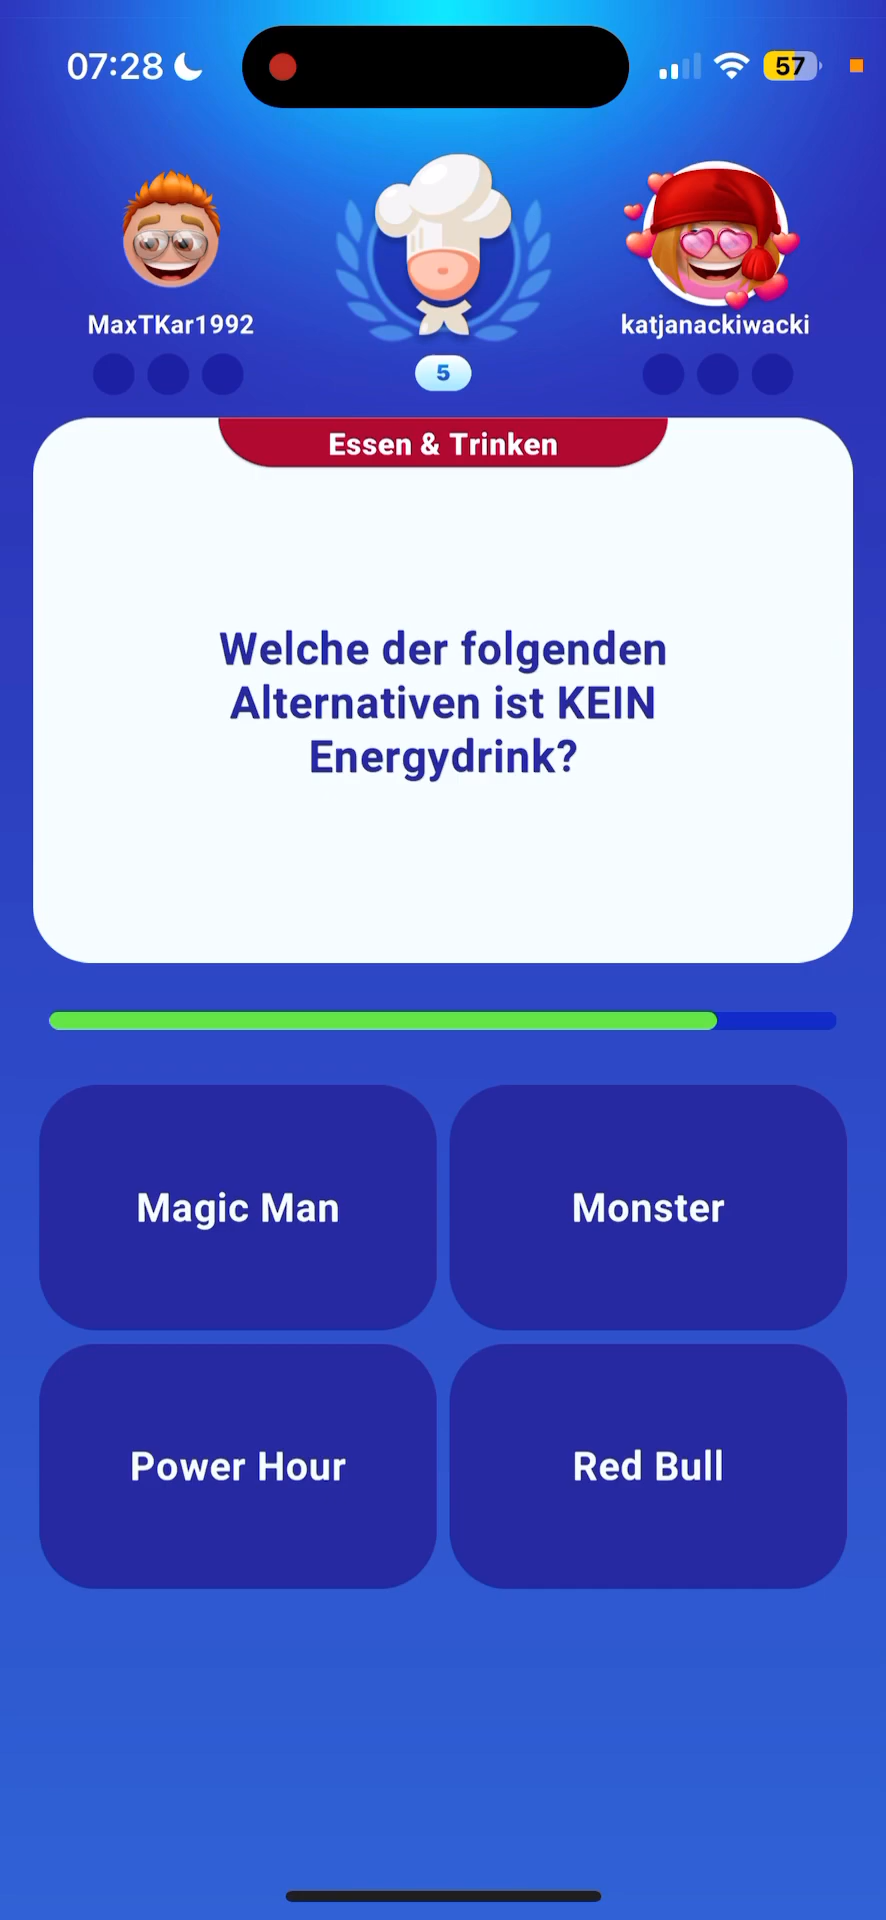 07:28
57
MaxTKar1992
katjanackiwacki
5
Essen & Trinken
Welche der folgenden
Alternativen ist KEIN
Energydrink?
Magic Man
Monster
Power Hour
Red Bull